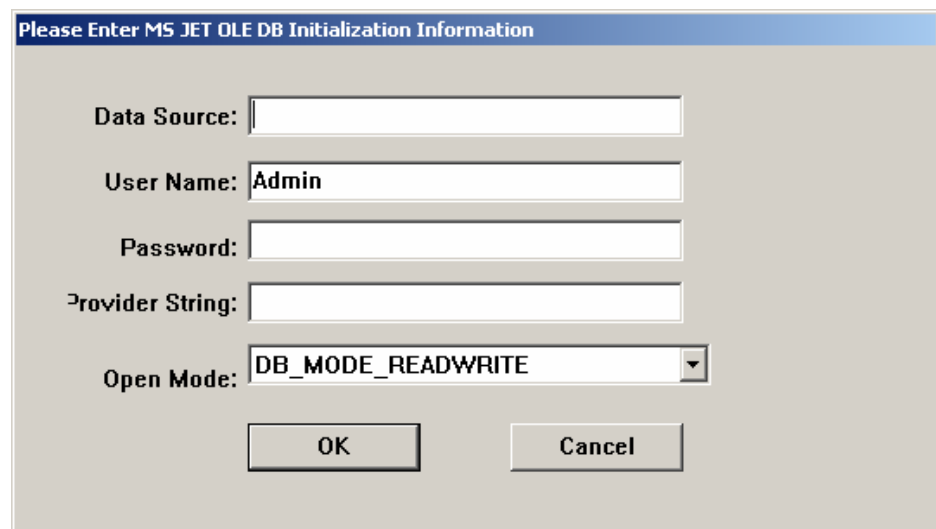 Please Enter MS JET OLE DB Initialization Information
Data Source:
User Name: Admin
Password:
Provider String:
Open Mode: DB_MODE_READWRITE
OK Cancel